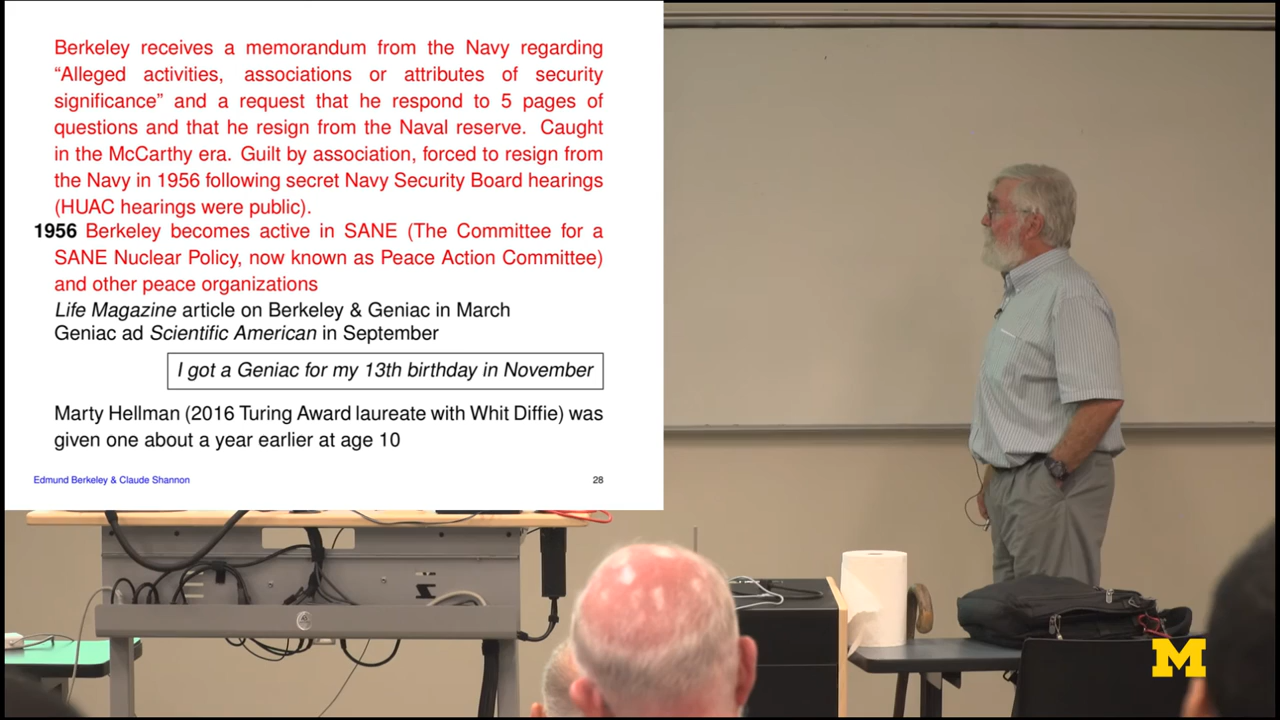 Berkeley receives a memorandum from the Navy regarding
“Alleged activities, associations or attributes of security
significance” and a request that he respond to 5 pages of
questions and that he resign from the Naval reserve. Caught
in the McCarthy era. Guilt by association, forced to resign from
the Navy in 1956 following secret Navy Security Board hearings
(HUAC hearings were public).
1956 Berkeley becomes active in SANE (The Committee for a
SANE Nuclear Policy, now known as Peace Action Committee)
and other peace organizations
Life Magazine article on Berkeley & Geniac in March
Geniac ad Scientific American in September
I got a Geniac for my 13th birthday in November
Marty Hellman (2016 Turing Award laureate with Whit Diffie) was
given one about a year earlier at age 10
Edmund Berkeley & Claude Shannon 28
M